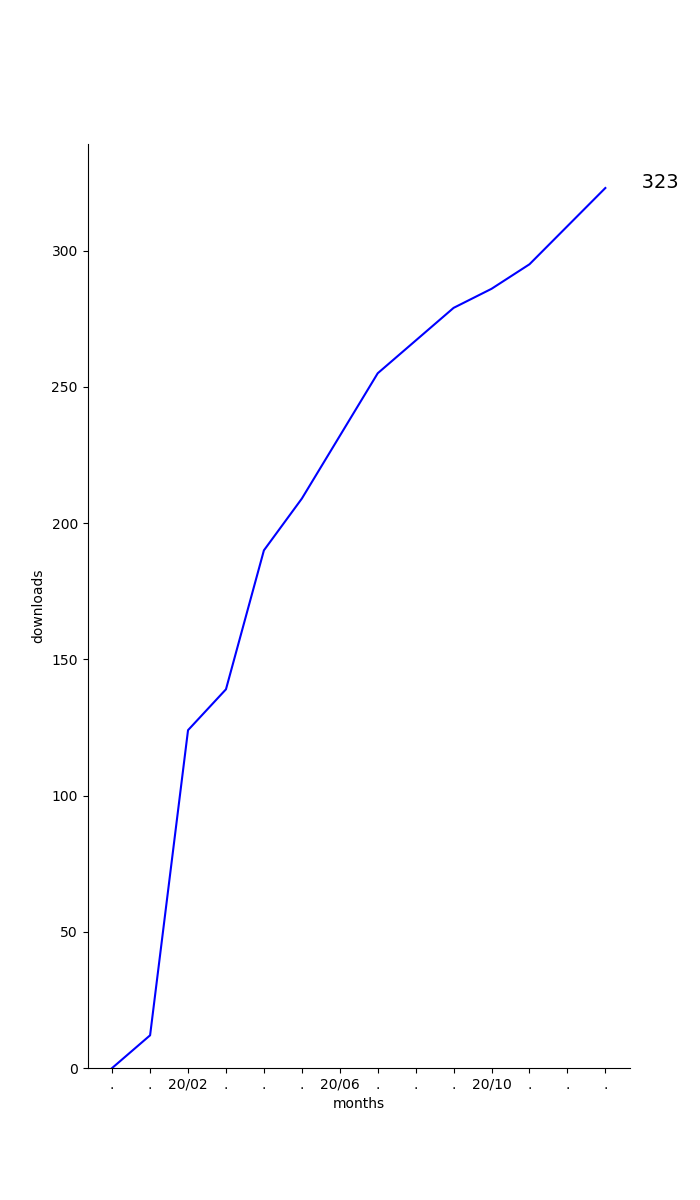 323
300
250
200
150
100
50
0
downloads
. . 20/02 . . . 20/06 . . . 20/10 . . .
months